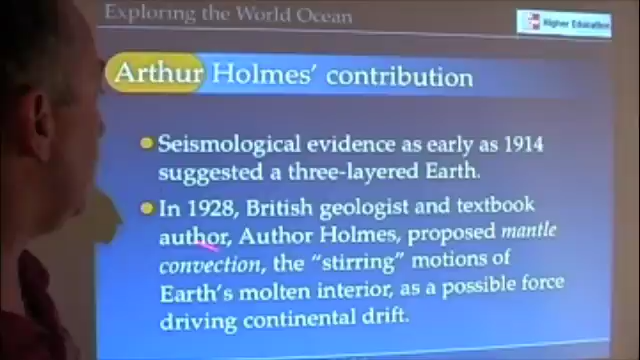 Exploring the World Ocean
Higher Education
Arthur Holmes' contribution
Seismological evidence as early as 1914
suggested a three-layered Earth.
In 1928, British geologist and textbook
author, Author Holmes, proposed mantle
convection, the "stirring" motions of
Earth's molten interior, as a possible force
driving continental drift.